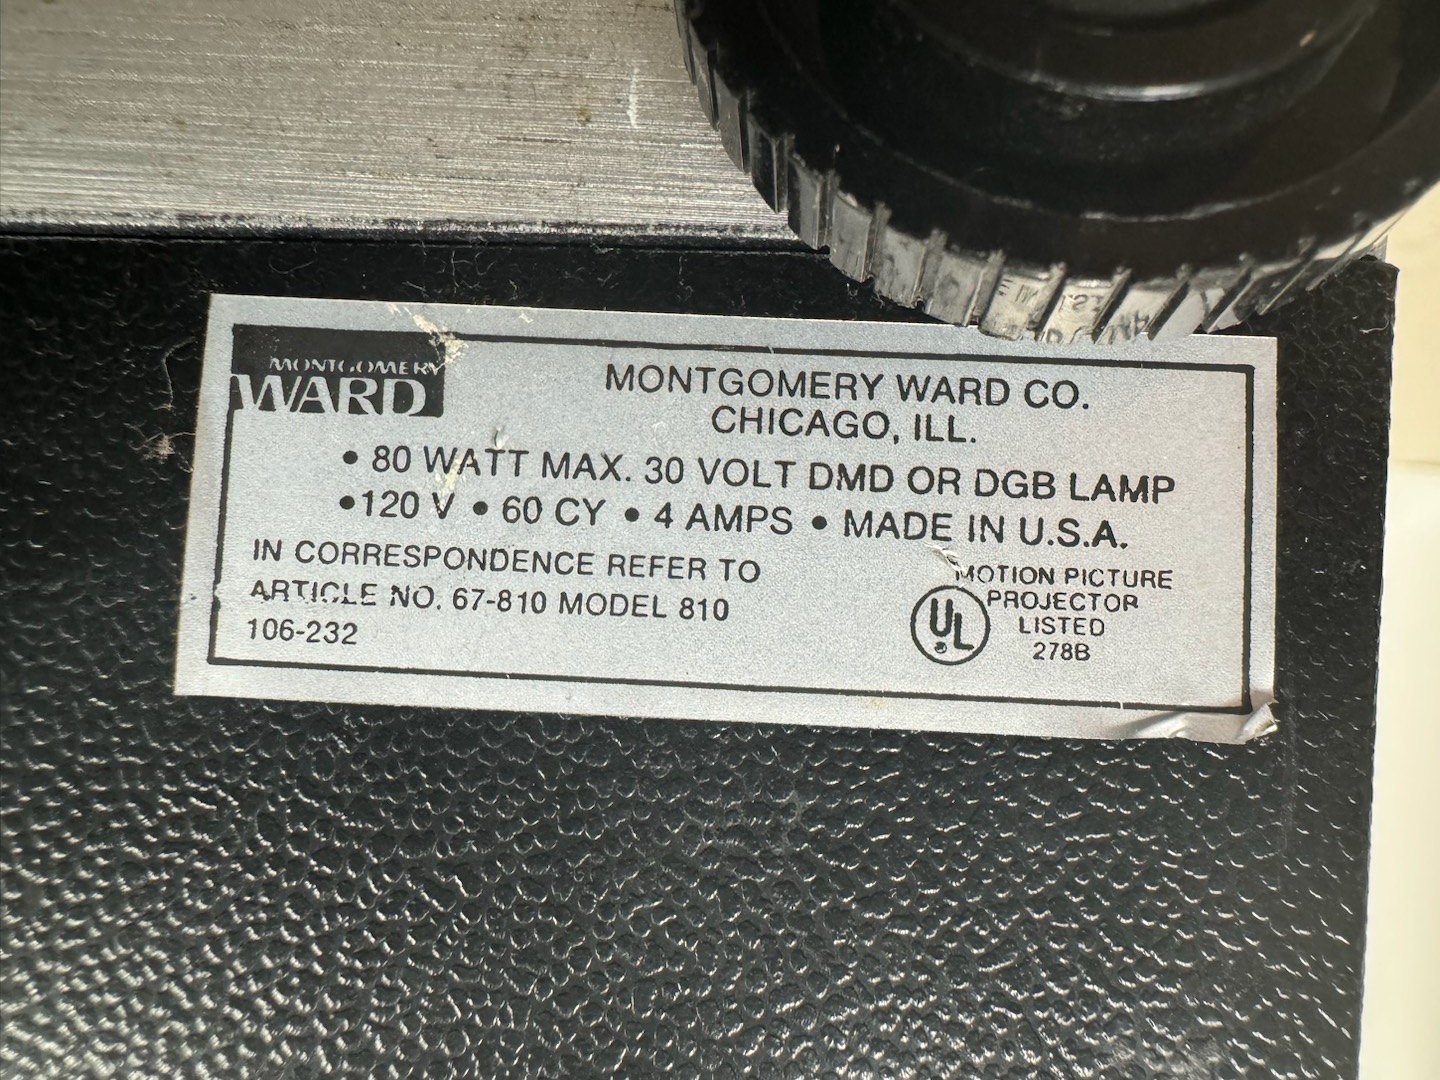 MONTGOMERY
WARD
MONTGOMERY WARD CO.
CHICAGO, ILL.
• 80 WATT MAX. 30 VOLT DMD OR DGB LAMP
•120 V • 60 CY • 4 AMPS • MADE IN U.S.A.
IN CORRESPONDENCE REFER TO
ARTICLE NO. 67-810 MODEL 810
106-232
UL
®
MOTION PICTURE
PROJECTOR
LISTED
278B